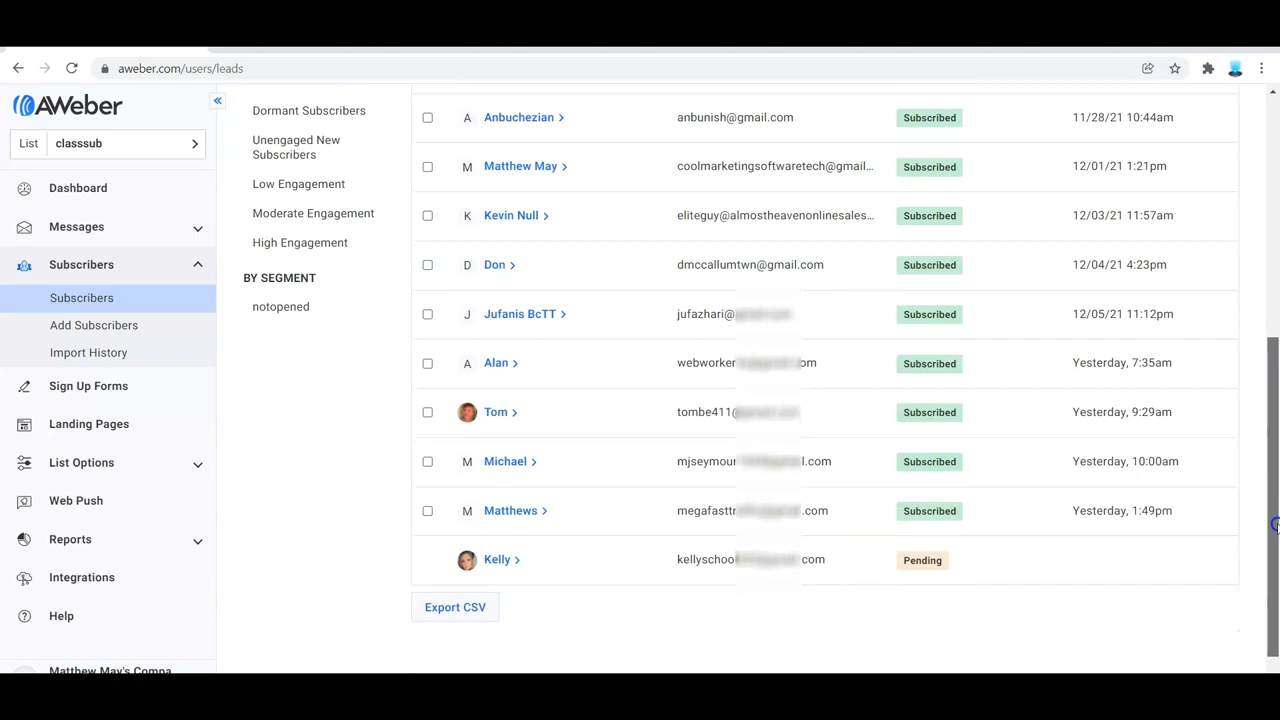 aweber.com/users/leads
AWeber
List classsub
Dashboard
Messages
Subscribers
Subscribers
Add Subscribers
Import History
Sign Up Forms
Landing Pages
List Options
Web Push
Reports
Integrations
Help
Matthew May's Compa
Dormant Subscribers
Unengaged New
Subscribers
Low Engagement
Moderate Engagement
High Engagement
BY SEGMENT
notopened
A Anbuchezian anbunish@gmail.com Subscribed 11/28/21 10:44am
M Matthew May coolmarketingsoftwaretech@gmail... Subscribed 12/01/21 1:21pm
K Kevin Null eliteguy@almostheavenonlinesales... Subscribed 12/03/21 11:57am
D Don dmccallumtwn@gmail.com Subscribed 12/04/21 4:23pm
J Jufanis BcTT jufazhari@ Subscribed 12/05/21 11:12pm
A Alan webworker om Subscribed Yesterday, 7:35am
Tom tombe411@ Subscribed Yesterday, 9:29am
M Michael mjseymour l.com Subscribed Yesterday, 10:00am
M Matthews megafasttr .com Subscribed Yesterday, 1:49pm
Kelly kellyschoo com Pending
Export CSV